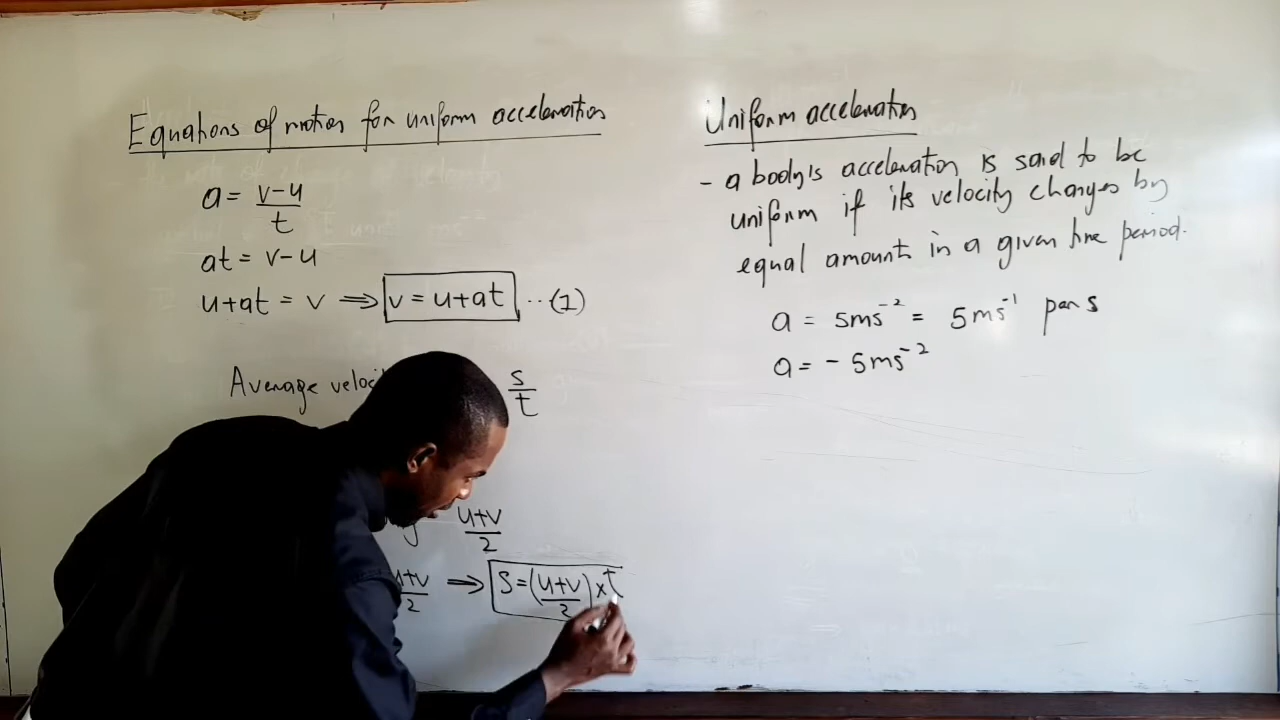 Equations of motion for uniform acceleration
a = v-u/t
at = v-u
u+at = v ⟹ v = u+at ..(1)
Average s/t
u+v/2
u+v/2 ⟹ S = (u+v/2) × t
Uniform acceleration
- a body's acceleration is said to be
uniform if its velocity changes by
equal amounts in a given time period.
a = 5ms⁻² = 5ms⁻¹ per s
a = - 5ms⁻²